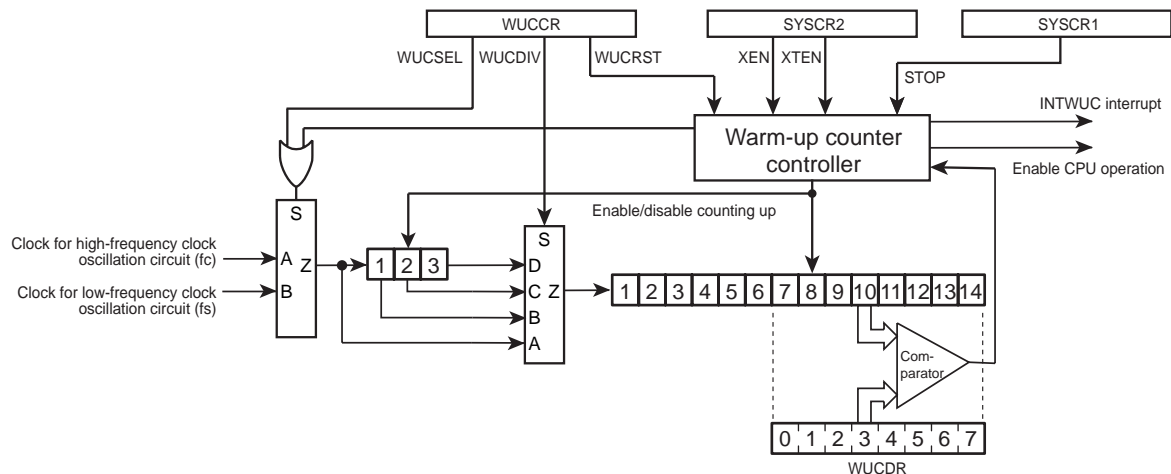 WUCCR
SYSCR2
SYSCR1
WUCSEL
WUCDIV
WUCRST
XEN
XTEN
STOP
INTWUC interrupt
Warm-up counter
controller
Enable CPU operation
S
Enable/disable counting up
S
Clock for high-frequency clock
oscillation circuit (fc)
A
Z
1 2 3
D
Clock for low-frequency clock
oscillation circuit (fs)
B
C
Z
1 2 3 4 5 6 7 8 9 10 11 12 13 14
B
A
Com-
parator
0 1 2 3 4 5 6 7
WUCDR